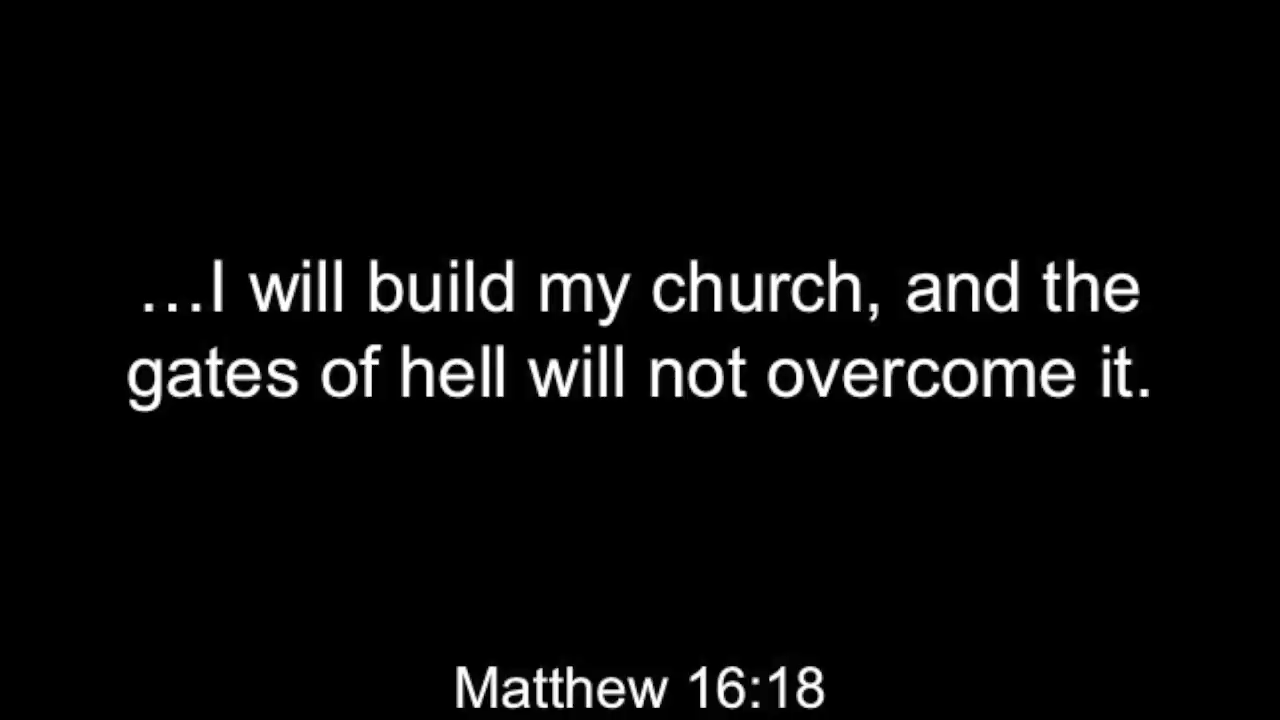 …I will build my church, and the
gates of hell will not overcome it.
Matthew 16:18